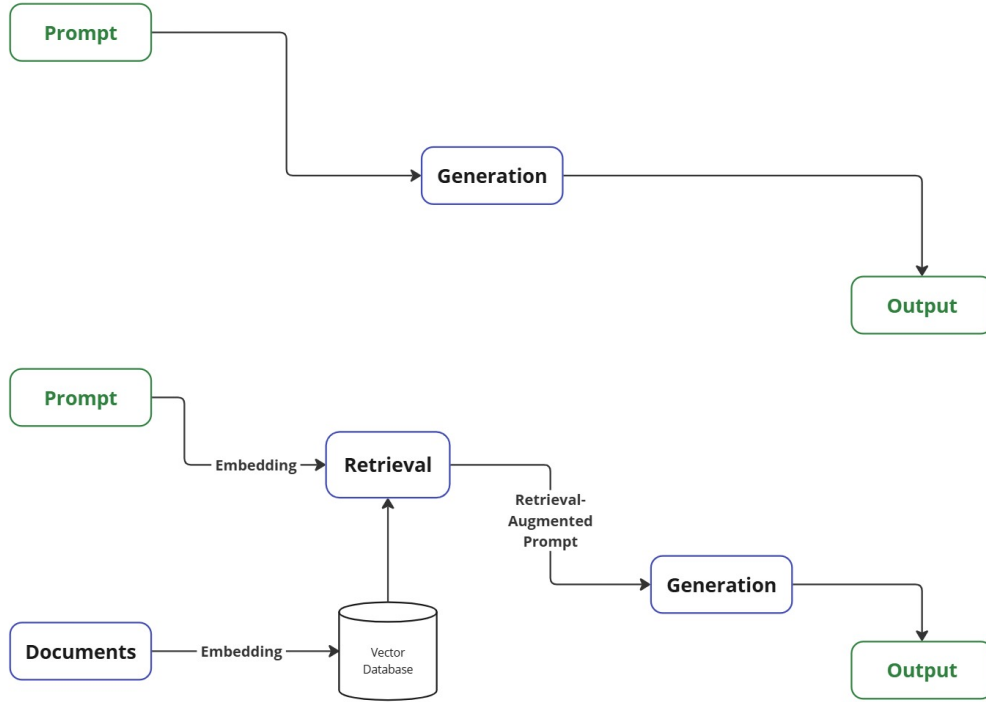 Prompt
Generation
Output
Prompt
Embedding
Retrieval
Retrieval-
Augmented
Prompt
Generation
Documents
Embedding
Vector
Database
Output